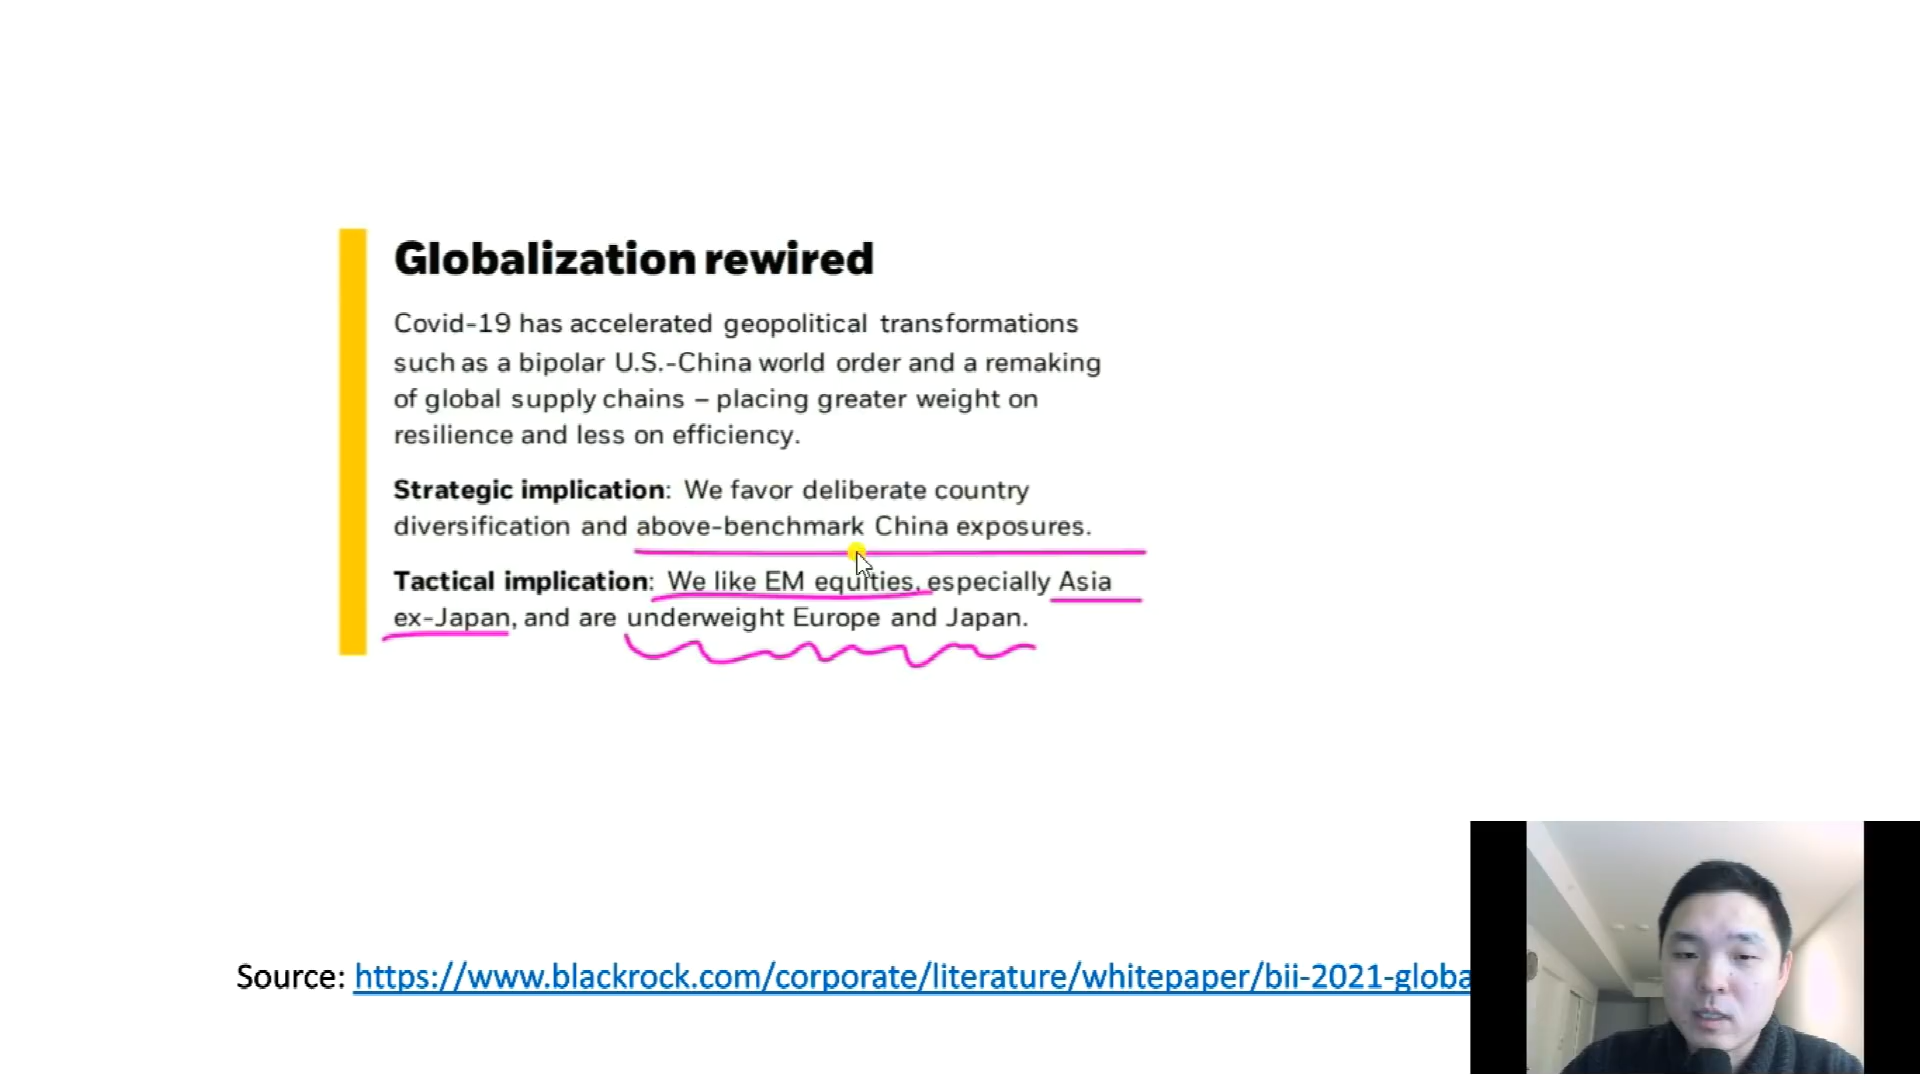 Globalization rewired
Covid-19 has accelerated geopolitical transformations
such as a bipolar U.S.-China world order and a remaking
of global supply chains – placing greater weight on
resilience and less on efficiency.
Strategic implication: We favor deliberate country
diversification and above-benchmark China exposures.
Tactical implication: We like EM equities, especially Asia
ex-Japan, and are underweight Europe and Japan.
Source: https://www.blackrock.com/corporate/literature/whitepaper/bii-2021-globa